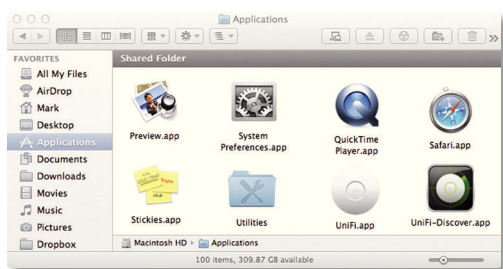 Applications
FAVORITES
All My Files
AirDrop
Mark
Desktop
Applications
Documents
Downloads
Movies
Music
Pictures
Dropbox
Shared Folder
Preview.app
System
Preferences.app
QuickTime
Player.app
Safari.app
Stickies.app
Utilities
UniFi.app
UniFi-Discover.app
Macintosh HD ▸ Applications
100 items, 309.87 GB available